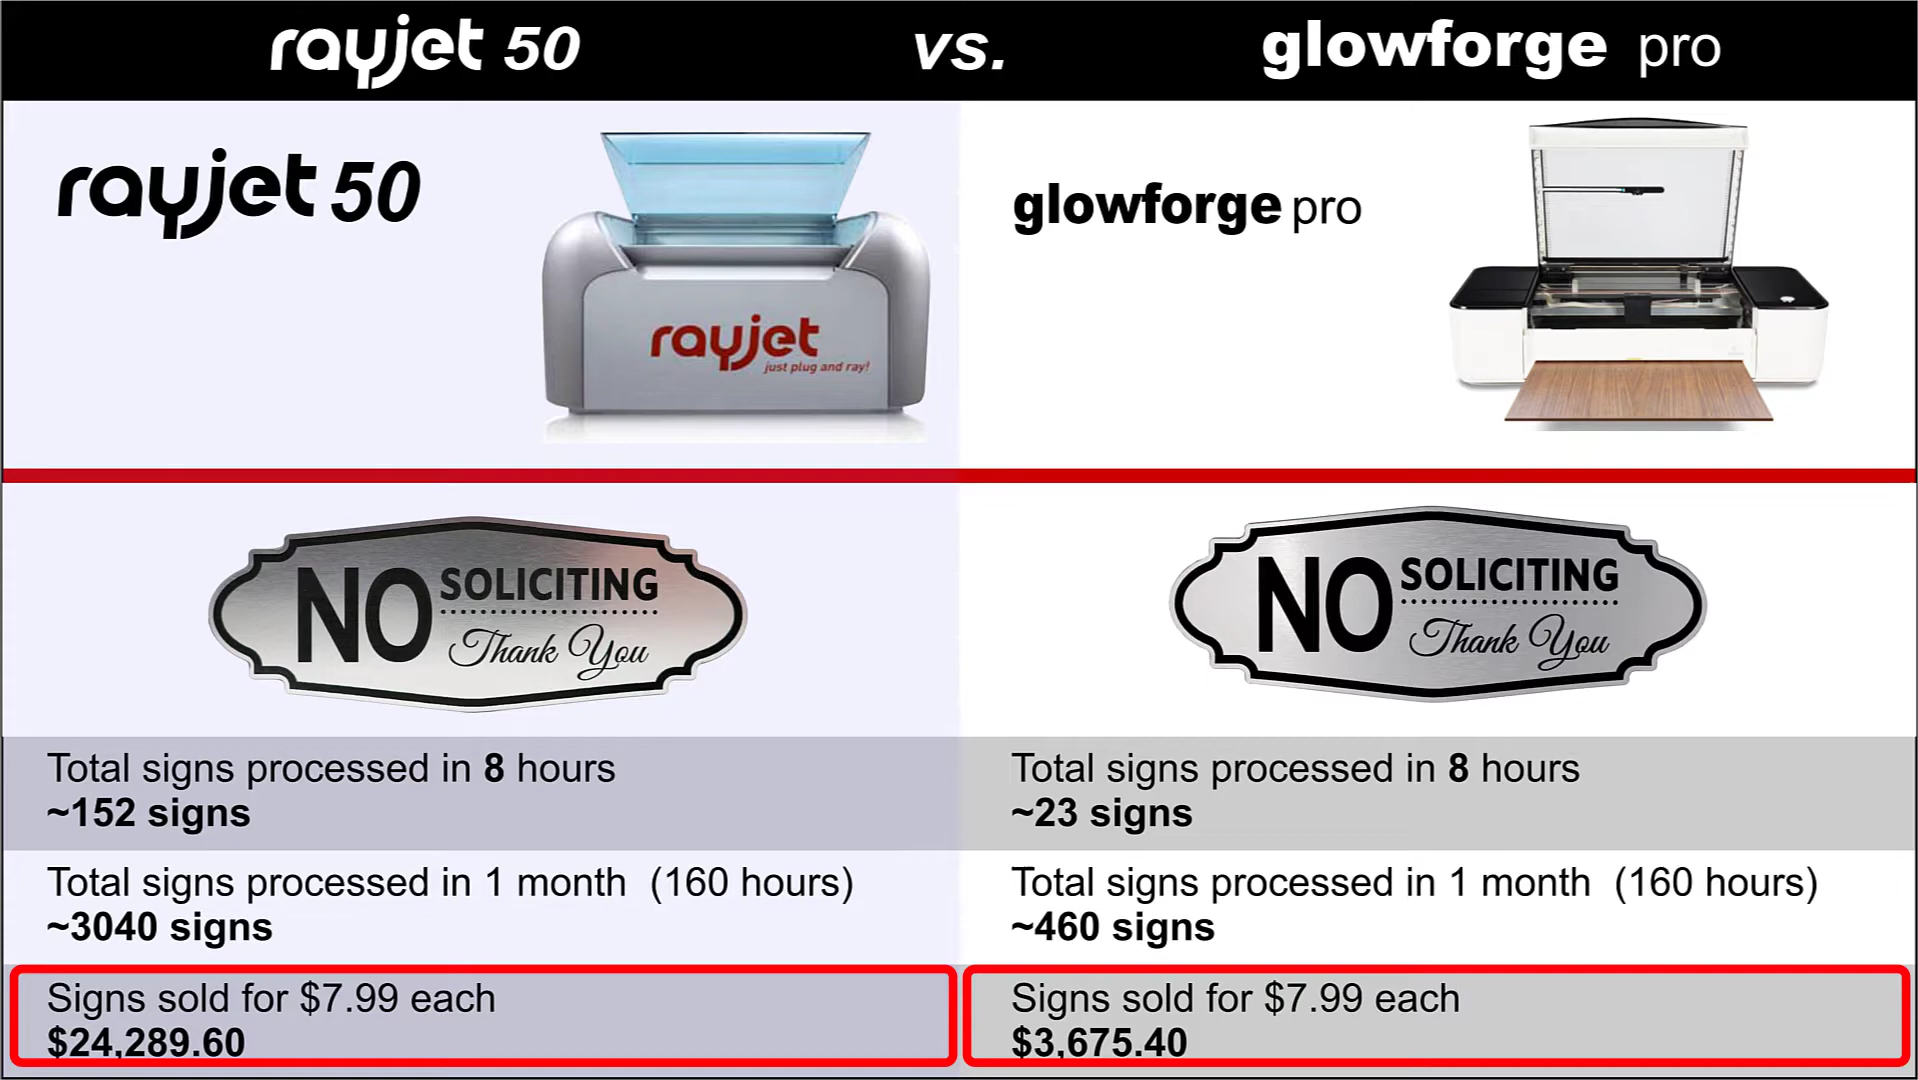 rayjet 50 vs. glowforge pro
rayjet 50
rayjet
just plug and ray!
glowforge pro
NO SOLICITING
Thank You
NO SOLICITING
Thank You
Total signs processed in 8 hours
~152 signs
Total signs processed in 8 hours
~23 signs
Total signs processed in 1 month (160 hours)
~3040 signs
Total signs processed in 1 month (160 hours)
~460 signs
Signs sold for $7.99 each
$24,289.60
Signs sold for $7.99 each
$3,675.40